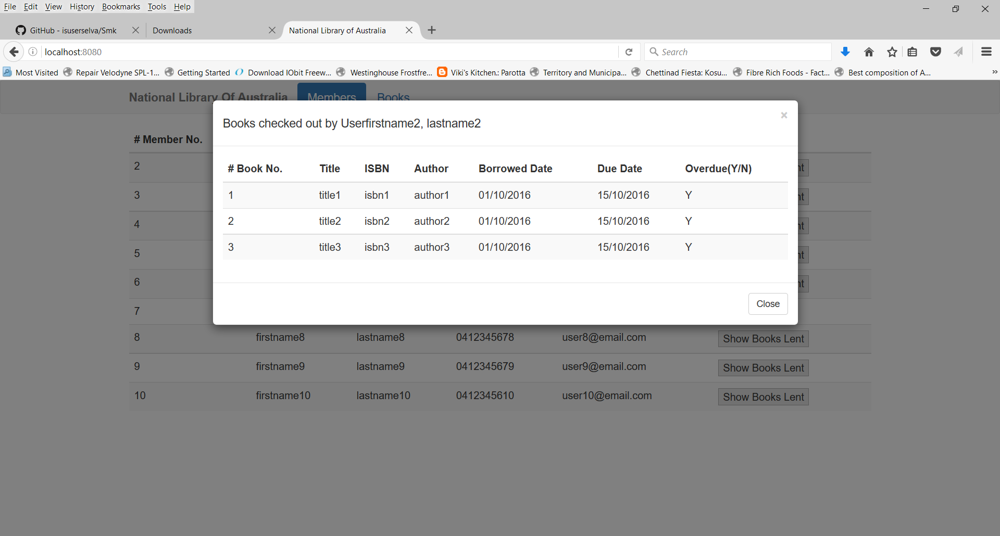 File Edit View History Bookmarks Tools Help
GitHub - isuserselva/Smk Downloads National Library of Australia
localhost:8080 Search
Most Visited Repair Velodyne SPL-1... Getting Started Download IObit Freew... Westinghouse Frostfre... Viki's Kitchen.: Parotta Territory and Municipa... Chettinad Fiesta: Kosu... Fibre Rich Foods - Fact... Best composition of A...
National Library Of Australia Members Books
Books checked out by Userfirstname2, lastname2 ×
# Book No. Title ISBN Author Borrowed Date Due Date Overdue(Y/N)
1 title1 isbn1 author1 01/10/2016 15/10/2016 Y
2 title2 isbn2 author2 01/10/2016 15/10/2016 Y
3 title3 isbn3 author3 01/10/2016 15/10/2016 Y
Close
# Member No.
2
3
4
5
6
7
8 firstname8 lastname8 0412345678 user8@email.com Show Books Lent
9 firstname9 lastname9 0412345679 user9@email.com Show Books Lent
10 firstname10 lastname10 0412345610 user10@email.com Show Books Lent